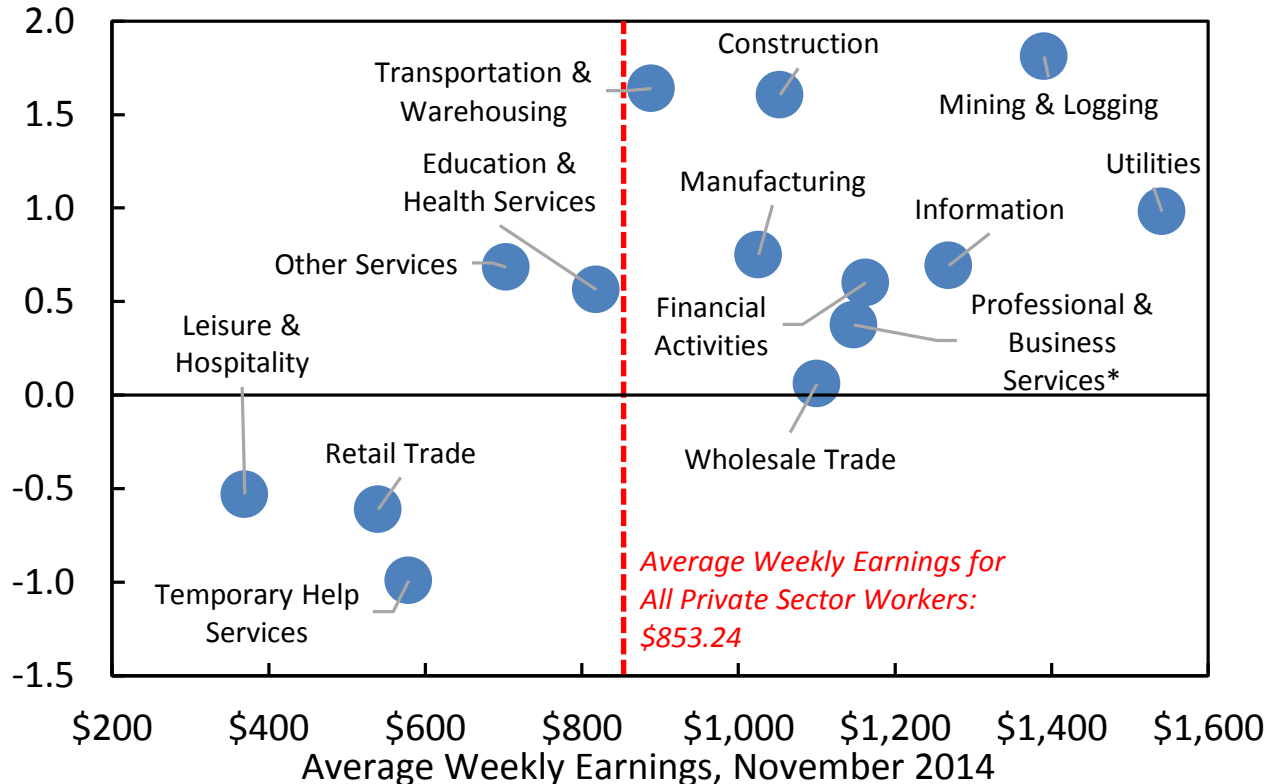 2.0
1.5
1.0
0.5
0.0
-0.5
-1.0
-1.5
Construction
Transportation &
Warehousing
Mining & Logging
Education &
Health Services
Manufacturing
Utilities
Information
Other Services
Financial
Activities
Professional &
Business
Services*
Leisure &
Hospitality
Retail Trade
Wholesale Trade
Temporary Help
Services
Average Weekly Earnings for
All Private Sector Workers:
$853.24
$200 $400 $600 $800 $1,000 $1,200 $1,400 $1,600
Average Weekly Earnings, November 2014